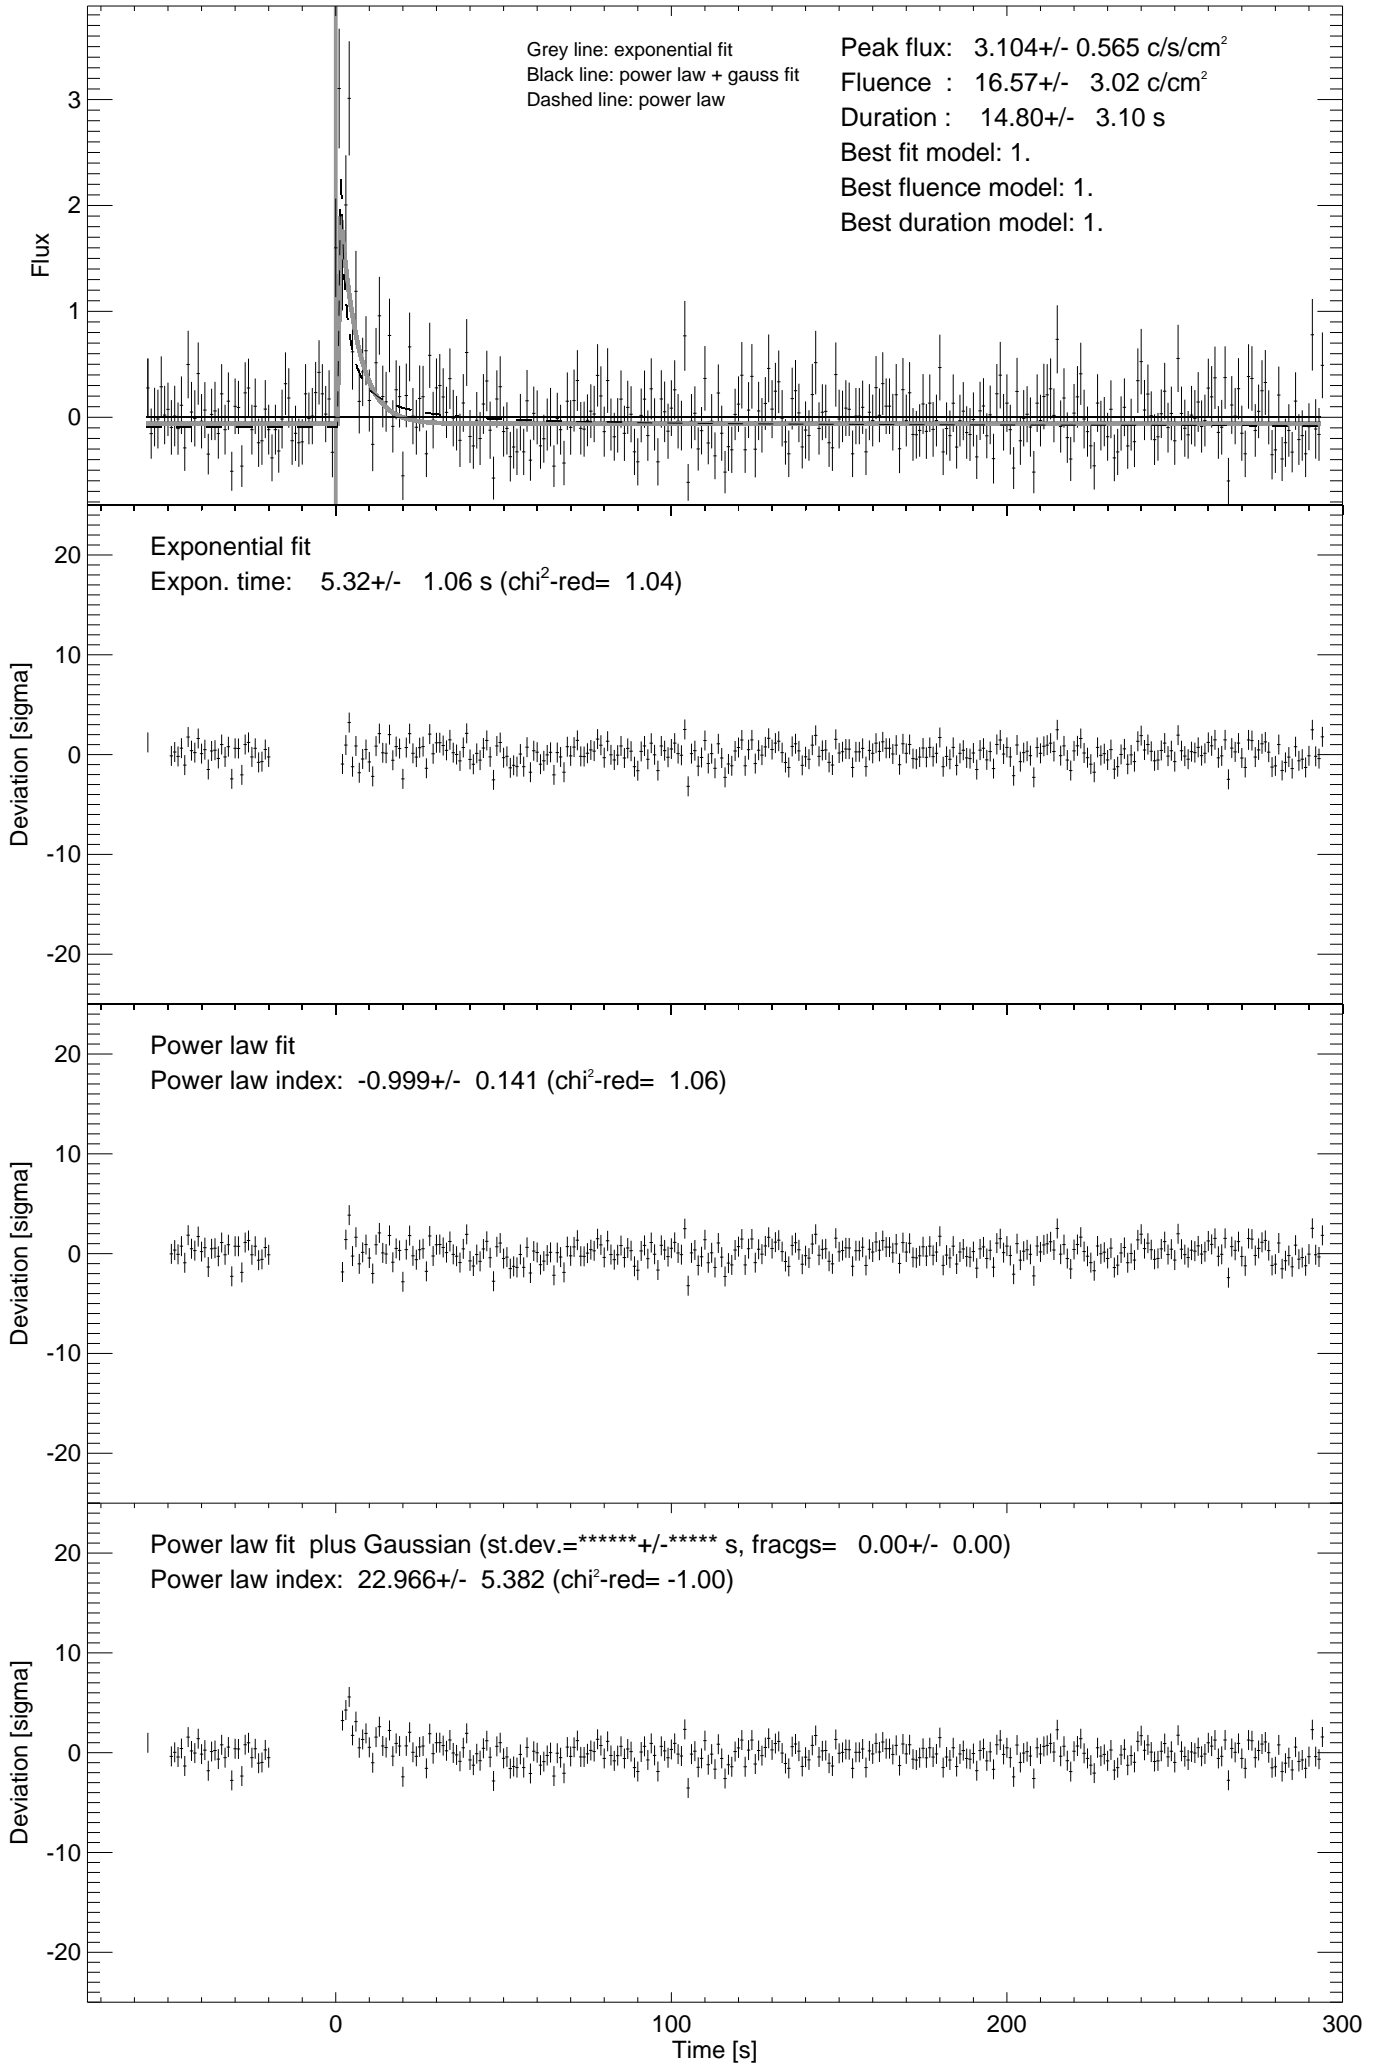 Grey line: exponential fit
Black line: power law + gauss fit
Dashed line: power law
Peak flux: 3.104+/- 0.565 c/s/cm²
Fluence : 16.57+/- 3.02 c/cm²
Duration : 14.80+/- 3.10 s
Best fit model: 1.
Best fluence model: 1.
Best duration model: 1.
3
2
1
0
Flux
Exponential fit
Expon. time: 5.32+/- 1.06 s (chi²-red= 1.04)
20
10
0
-10
-20
Deviation [sigma]
Power law fit
Power law index: -0.999+/- 0.141 (chi²-red= 1.06)
20
10
0
-10
-20
Deviation [sigma]
Power law fit plus Gaussian (st.dev.=******+/-***** s, fracgs= 0.00+/- 0.00)
Power law index: 22.966+/- 5.382 (chi²-red= -1.00)
20
10
0
-10
-20
Deviation [sigma]
0
100
200
300
Time [s]